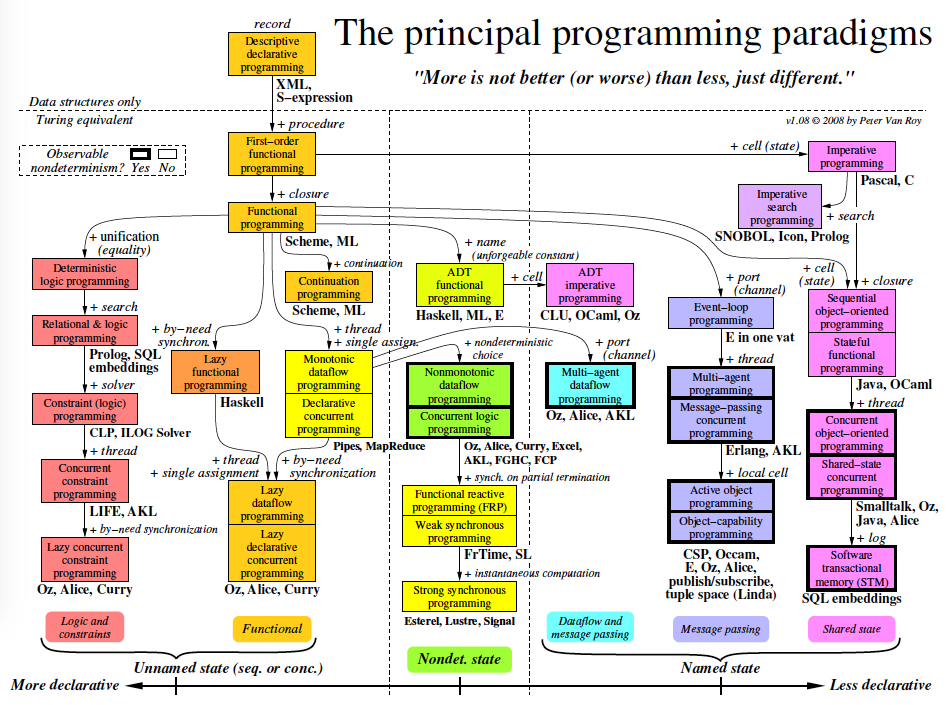 record
The principal programming paradigms
Descriptive
declarative
programming
"More is not better (or worse) than less, just different."
XML,
S−expression
Data structures only
Turing equivalent
+ procedure
v1.08 © 2008 by Peter Van Roy
Observable
nondeterminism? Yes No
First−order
functional
programming
+ cell (state)
Imperative
programming
Pascal, C
+ closure
Imperative
search
programming
+ search
SNOBOL, Icon, Prolog
Functional
programming
Scheme, ML
+ unification
(equality)
+ continuation
+ name
(unforgeable constant)
+ cell
+ port
(channel)
+ cell
(state)
+ closure
Deterministic
logic programming
Continuation
programming
Scheme, ML
ADT
functional
programming
Haskell, ML, E
ADT
imperative
programming
CLU, OCaml, Oz
Event−loop
programming
E in one vat
Sequential
object−oriented
programming
Stateful
functional
programming
Java, OCaml
+ search
Relational & logic
programming
Prolog, SQL
embeddings
+ by−need
synchron.
+ thread
+ single assign.
+ nondeterministic
choice
+ port
(channel)
+ thread
Lazy
functional
programming
Haskell
Monotonic
dataflow
programming
Declarative
concurrent
programming
Pipes, MapReduce
Nonmonotonic
dataflow
programming
Concurrent logic
programming
Oz, Alice, Curry, Excel,
AKL, FGHC, FCP
Multi−agent
dataflow
programming
Oz, Alice, AKL
Multi−agent
programming
Message−passing
concurrent
programming
Erlang, AKL
+ thread
+ solver
Constraint (logic)
programming
CLP, ILOG Solver
+ thread
Concurrent
object−oriented
programming
Shared−state
concurrent
programming
Smalltalk, Oz,
Java, Alice
+ thread
+ single assignment
+ by−need
synchronization
+ synch. on partial termination
+ local cell
Concurrent
constraint
programming
LIFE, AKL
+ by−need synchronization
Lazy
dataflow
programming
Lazy
declarative
concurrent
programming
Oz, Alice, Curry
Functional reactive
programming (FRP)
Weak synchronous
programming
FrTime, SL
Active object
programming
Object−capability
programming
CSP, Occam,
E, Oz, Alice,
publish/subscribe,
tuple space (Linda)
+ log
Software
transactional
memory (STM)
SQL embeddings
Lazy concurrent
constraint
programming
Oz, Alice, Curry
+ instantaneous computation
Strong synchronous
programming
Esterel, Lustre, Signal
Logic and
constraints
Functional
Dataflow and
message passing
Message passing
Shared state
Unnamed state (seq. or conc.)
Nondet. state
Named state
More declarative
Less declarative